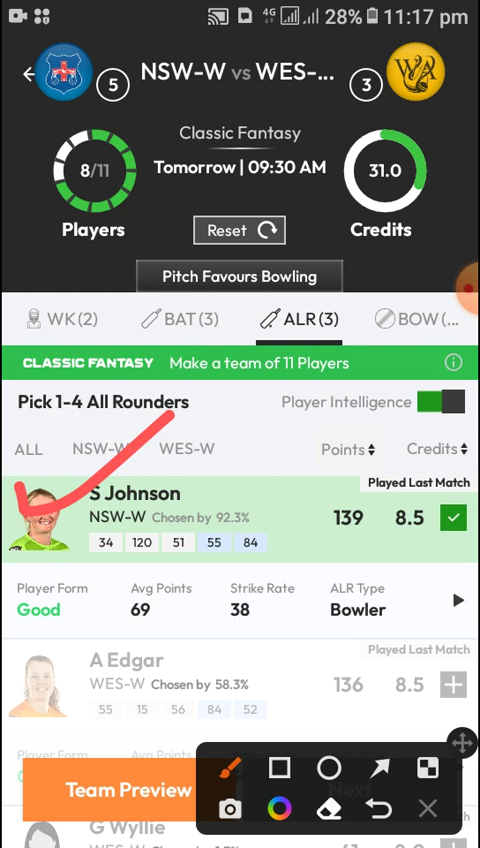 4G 28% 11:17 pm
5 NSW-W vs WES-... 3
Classic Fantasy
8/11 Tomorrow | 09:30 AM 31.0
Players Reset Credits
Pitch Favours Bowling
WK (2) BAT (3) ALR (3) BOW (...
CLASSIC FANTASY Make a team of 11 Players
Pick 1-4 All Rounders Player Intelligence
ALL NSW-W WES-W Points Credits
Played Last Match
S Johnson
NSW-W Chosen by 92.3% 139 8.5
34 120 51 55 84
Player Form Avg Points Strike Rate ALR Type
Good 69 38 Bowler
Played Last Match
A Edgar
WES-W Chosen by 58.3% 136 8.5
55 15 56 84 52
Player Form
Team Preview Next
G Wyllie